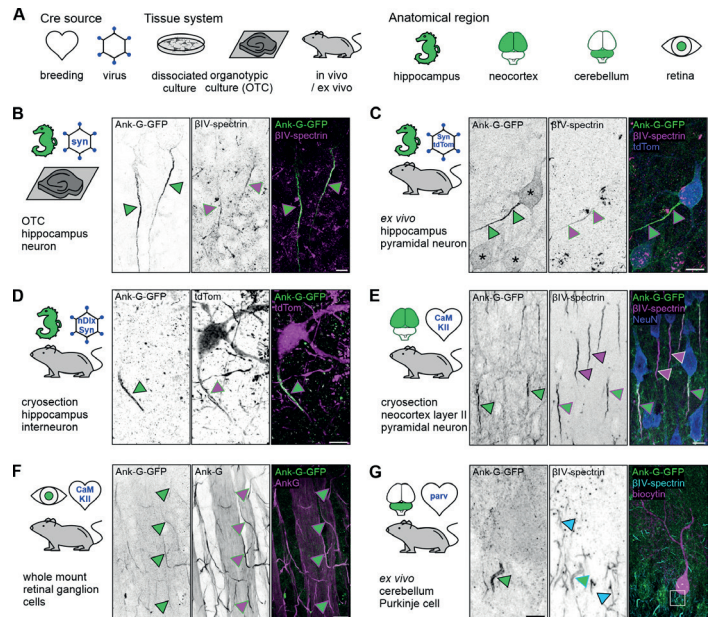 A
Cre source
Tissue system
Anatomical region
breeding
virus
dissociated
culture
organotypic
culture (OTC)
in vivo
/ ex vivo
hippocampus
neocortex
cerebellum
retina
B
syn
OTC
hippocampus
neuron
Ank-G-GFP
βIV-spectrin
Ank-G-GFP
βIV-spectrin
C
Syn
tdTom
ex vivo
hippocampus
pyramidal neuron
Ank-G-GFP
βIV-spectrin
Ank-G-GFP
βIV-spectrin
tdTom
* * *
D
nDlx
Syn
cryosection
hippocampus
interneuron
Ank-G-GFP
tdTom
Ank-G-GFP
tdTom
E
CaM
KII
cryosection
neocortex layer II
pyramidal neuron
Ank-G-GFP
βIV-spectrin
Ank-G-GFP
βIV-spectrin
NeuN
F
CaM
KII
whole mount
retinal ganglion
cells
Ank-G-GFP
Ank-G
Ank-G-GFP
AnkG
G
parv
ex vivo
cerebellum
Purkinje cell
Ank-G-GFP
βIV-spectrin
Ank-G-GFP
βIV-spectrin
biocytin